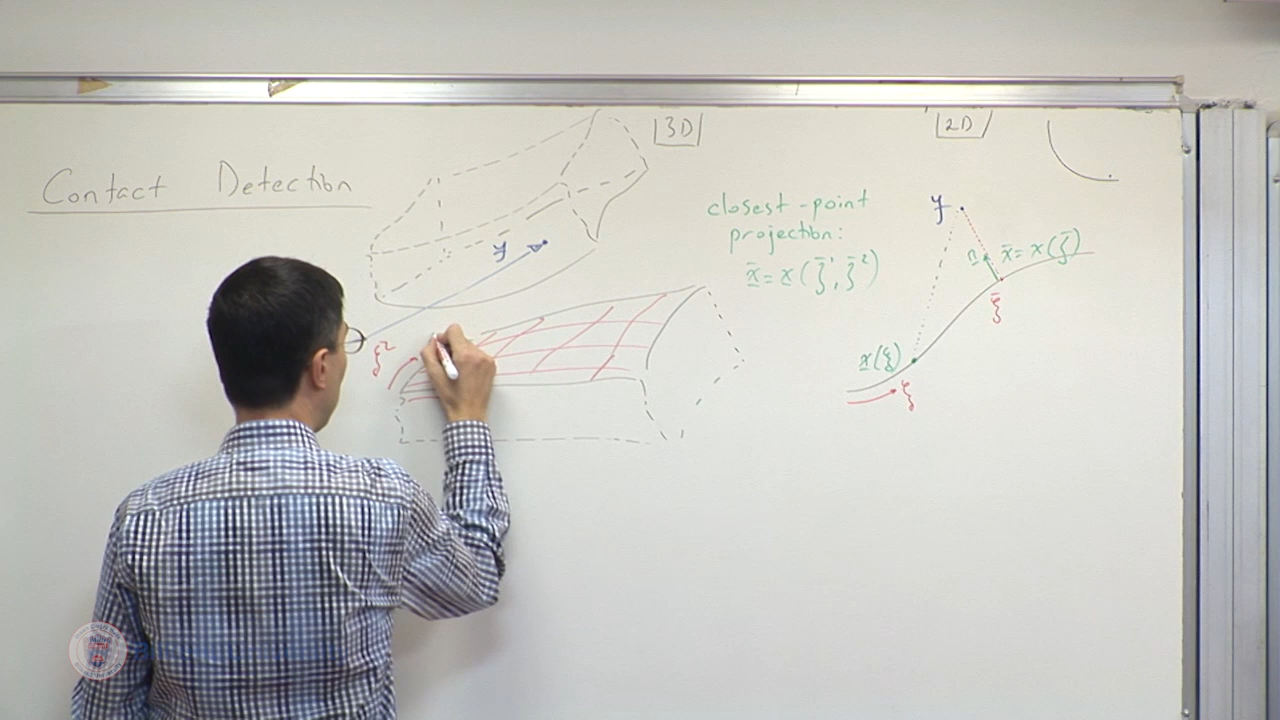 Contact Detection
3D
y
ξ²
closest-point
projection:
x̄ = x(ξ̄¹, ξ̄²)
2D
y
n
x̄ = x(ξ̄)
ξ̄
x(ξ)
ξ